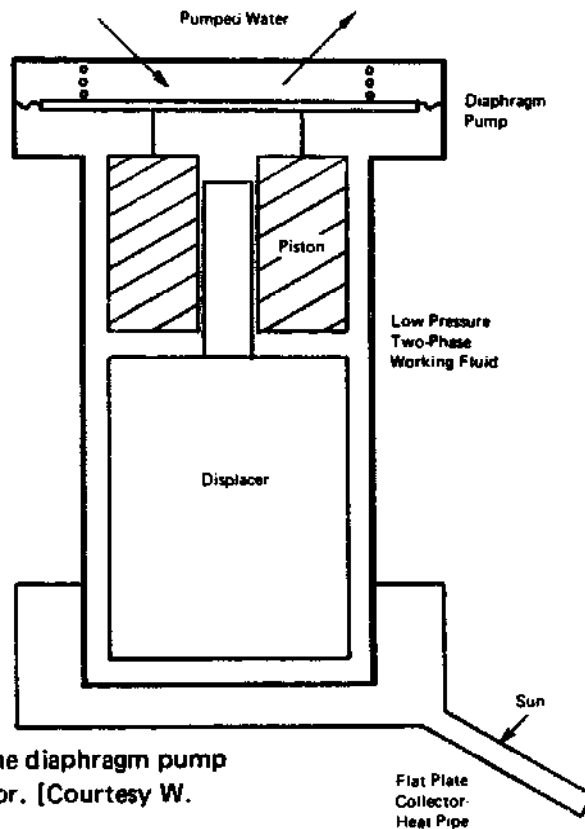 Pumped Water
Diaphragm
Pump
Piston
Low Pressure
Two-Phase
Working Fluid
Displacer
Sun
ne diaphragm pump
or. [Courtesy W.
Flat Plate
Collector-
Heat Pipe